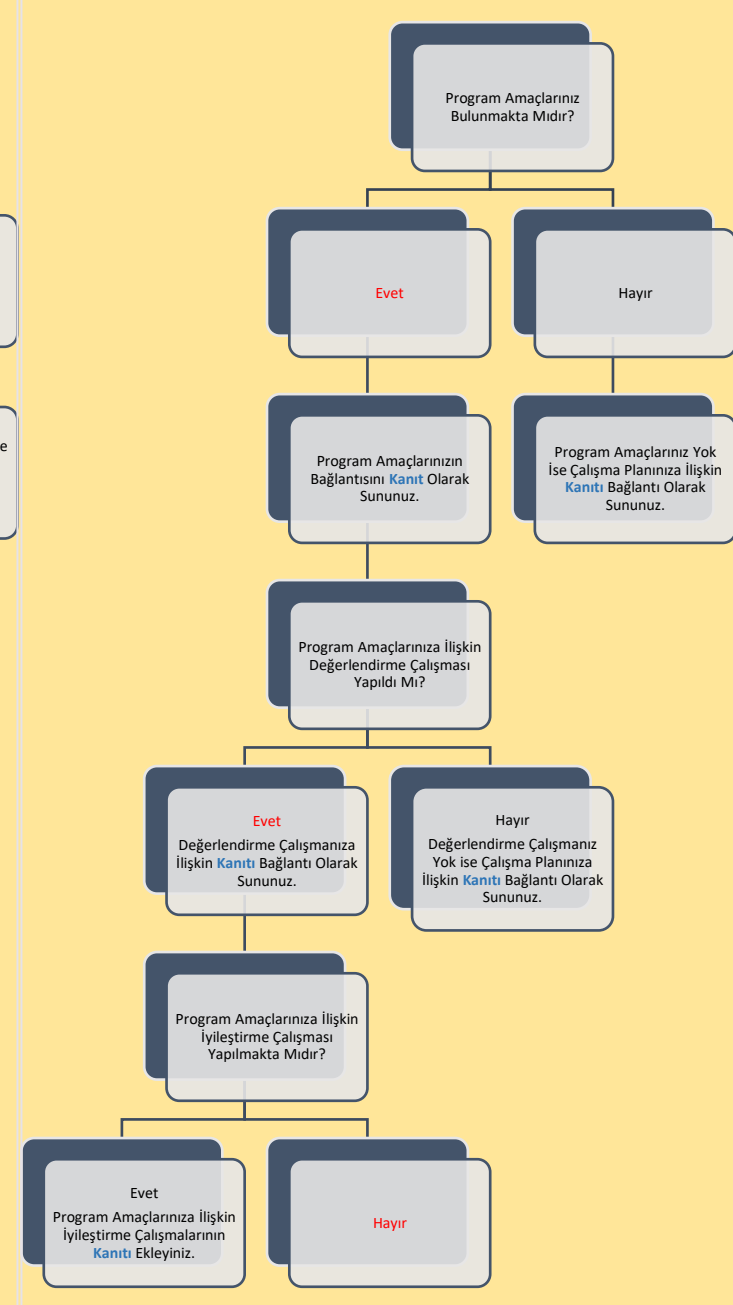 Program Amaçlarınız
Bulunmakta Mıdır?
Evet
Hayır
e
Program Amaçlarınızın
Bağlantısını Kanıt Olarak
Sununuz.
Program Amaçlarınız Yok
İse Çalışma Planınıza İlişkin
Kanıtı Bağlantı Olarak
Sununuz.
Program Amaçlarınıza İlişkin
Değerlendirme Çalışması
Yapıldı Mı?
Evet
Değerlendirme Çalışmanıza
İlişkin Kanıtı Bağlantı Olarak
Sununuz.
Hayır
Değerlendirme Çalışmanız
Yok ise Çalışma Planınıza
İlişkin Kanıtı Bağlantı Olarak
Sununuz.
Program Amaçlarınıza İlişkin
İyileştirme Çalışması
Yapılmakta Mıdır?
Evet
Program Amaçlarınıza İlişkin
İyileştirme Çalışmalarının
Kanıtı Ekleyiniz.
Hayır